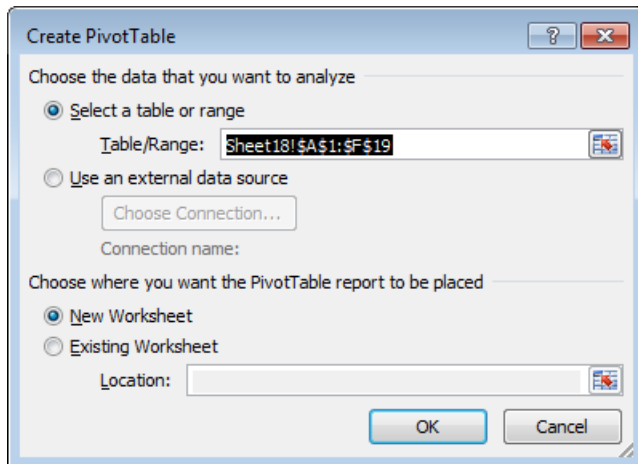 Create PivotTable
?
Choose the data that you want to analyze
Select a table or range
Table/Range: Sheet18!$A$1:$F$19
Use an external data source
Choose Connection...
Connection name:
Choose where you want the PivotTable report to be placed
New Worksheet
Existing Worksheet
Location:
OK Cancel